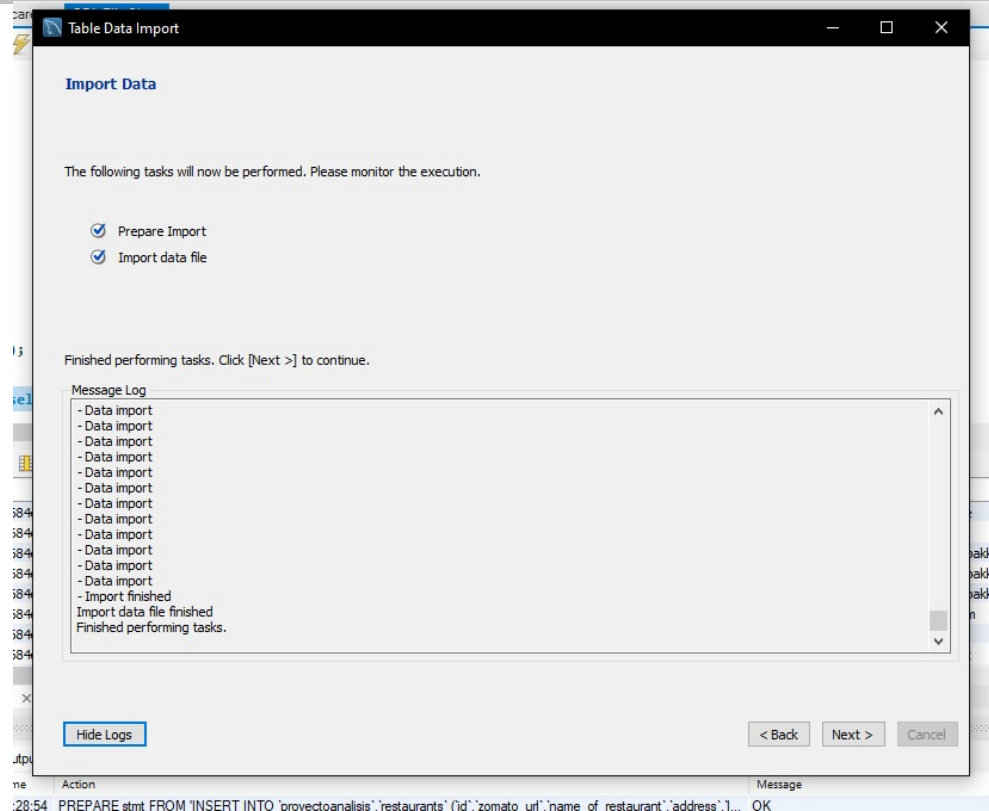 Table Data Import
Import Data
The following tasks will now be performed. Please monitor the execution.
Prepare Import
Import data file
);
Finished performing tasks. Click [Next >] to continue.
Message Log
- Data import
- Data import
- Data import
- Data import
- Data import
- Data import
- Data import
- Data import
- Data import
- Data import
- Data import
- Data import
- Import finished
Import data file finished
Finished performing tasks.
Hide Logs
< Back
Next >
Cancel
Action
Message
:28:54 PREPARE stmt FROM 'INSERT INTO `proyectoanalisis`.`restaurants` (`id`,`zomato_url`,`name_of_restaurant`,`address`,`l... OK